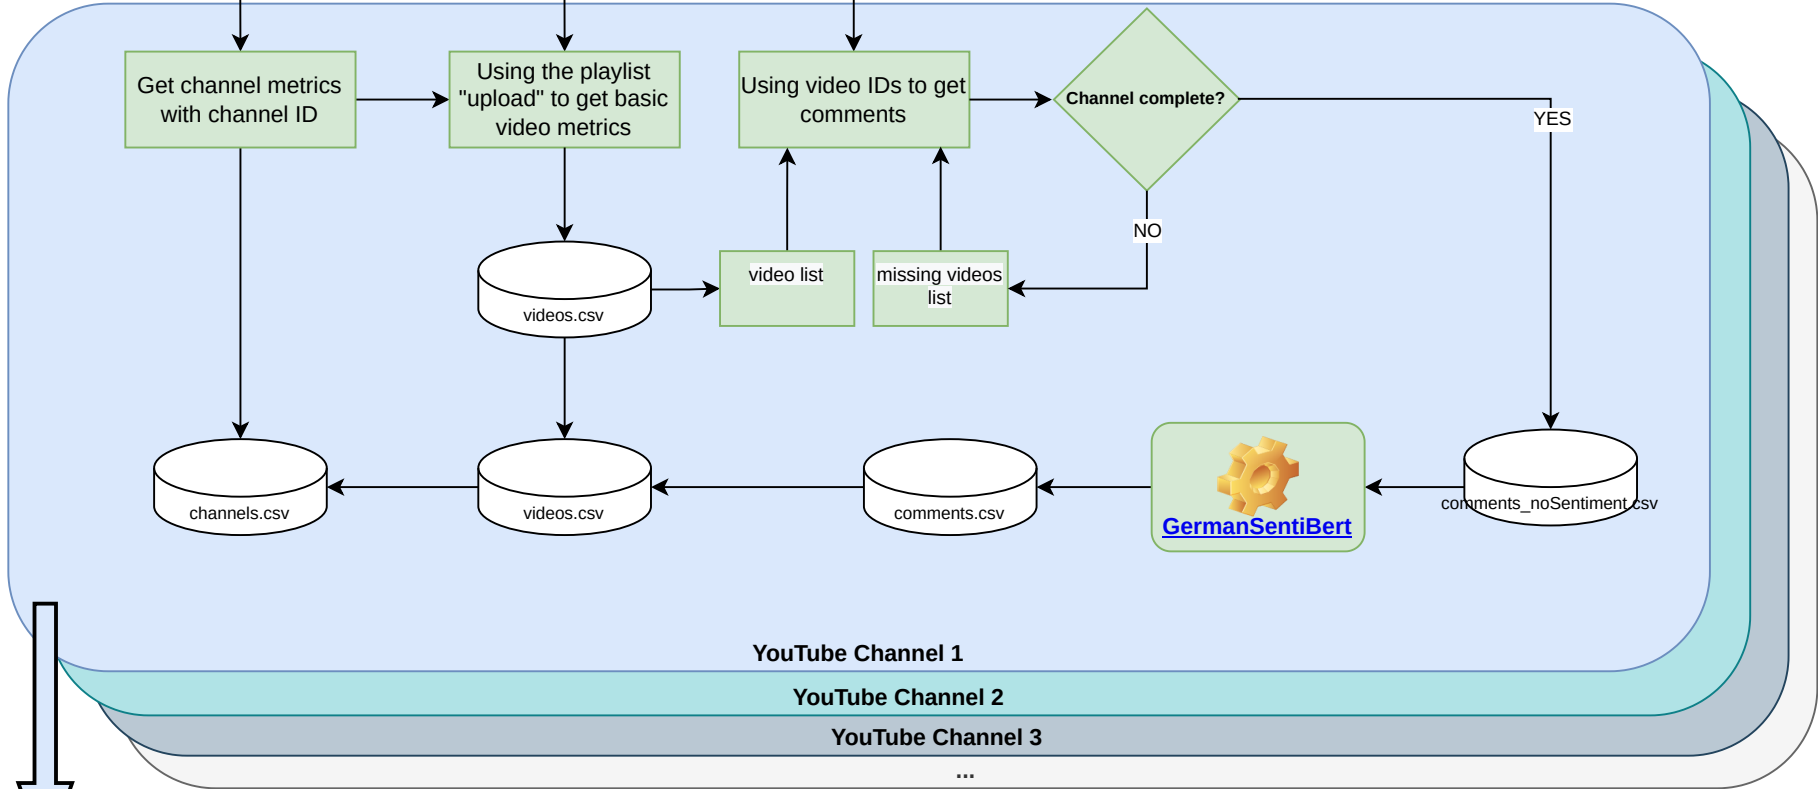 Get channel metrics
with channel ID
Using the playlist
"upload" to get basic
video metrics
Using video IDs to get
comments
Channel complete?
YES
NO
video list
missing videos
list
videos.csv
channels.csv
videos.csv
comments.csv
GermanSentiBert
comments_noSentiment.csv
YouTube Channel 1
YouTube Channel 2
YouTube Channel 3
...